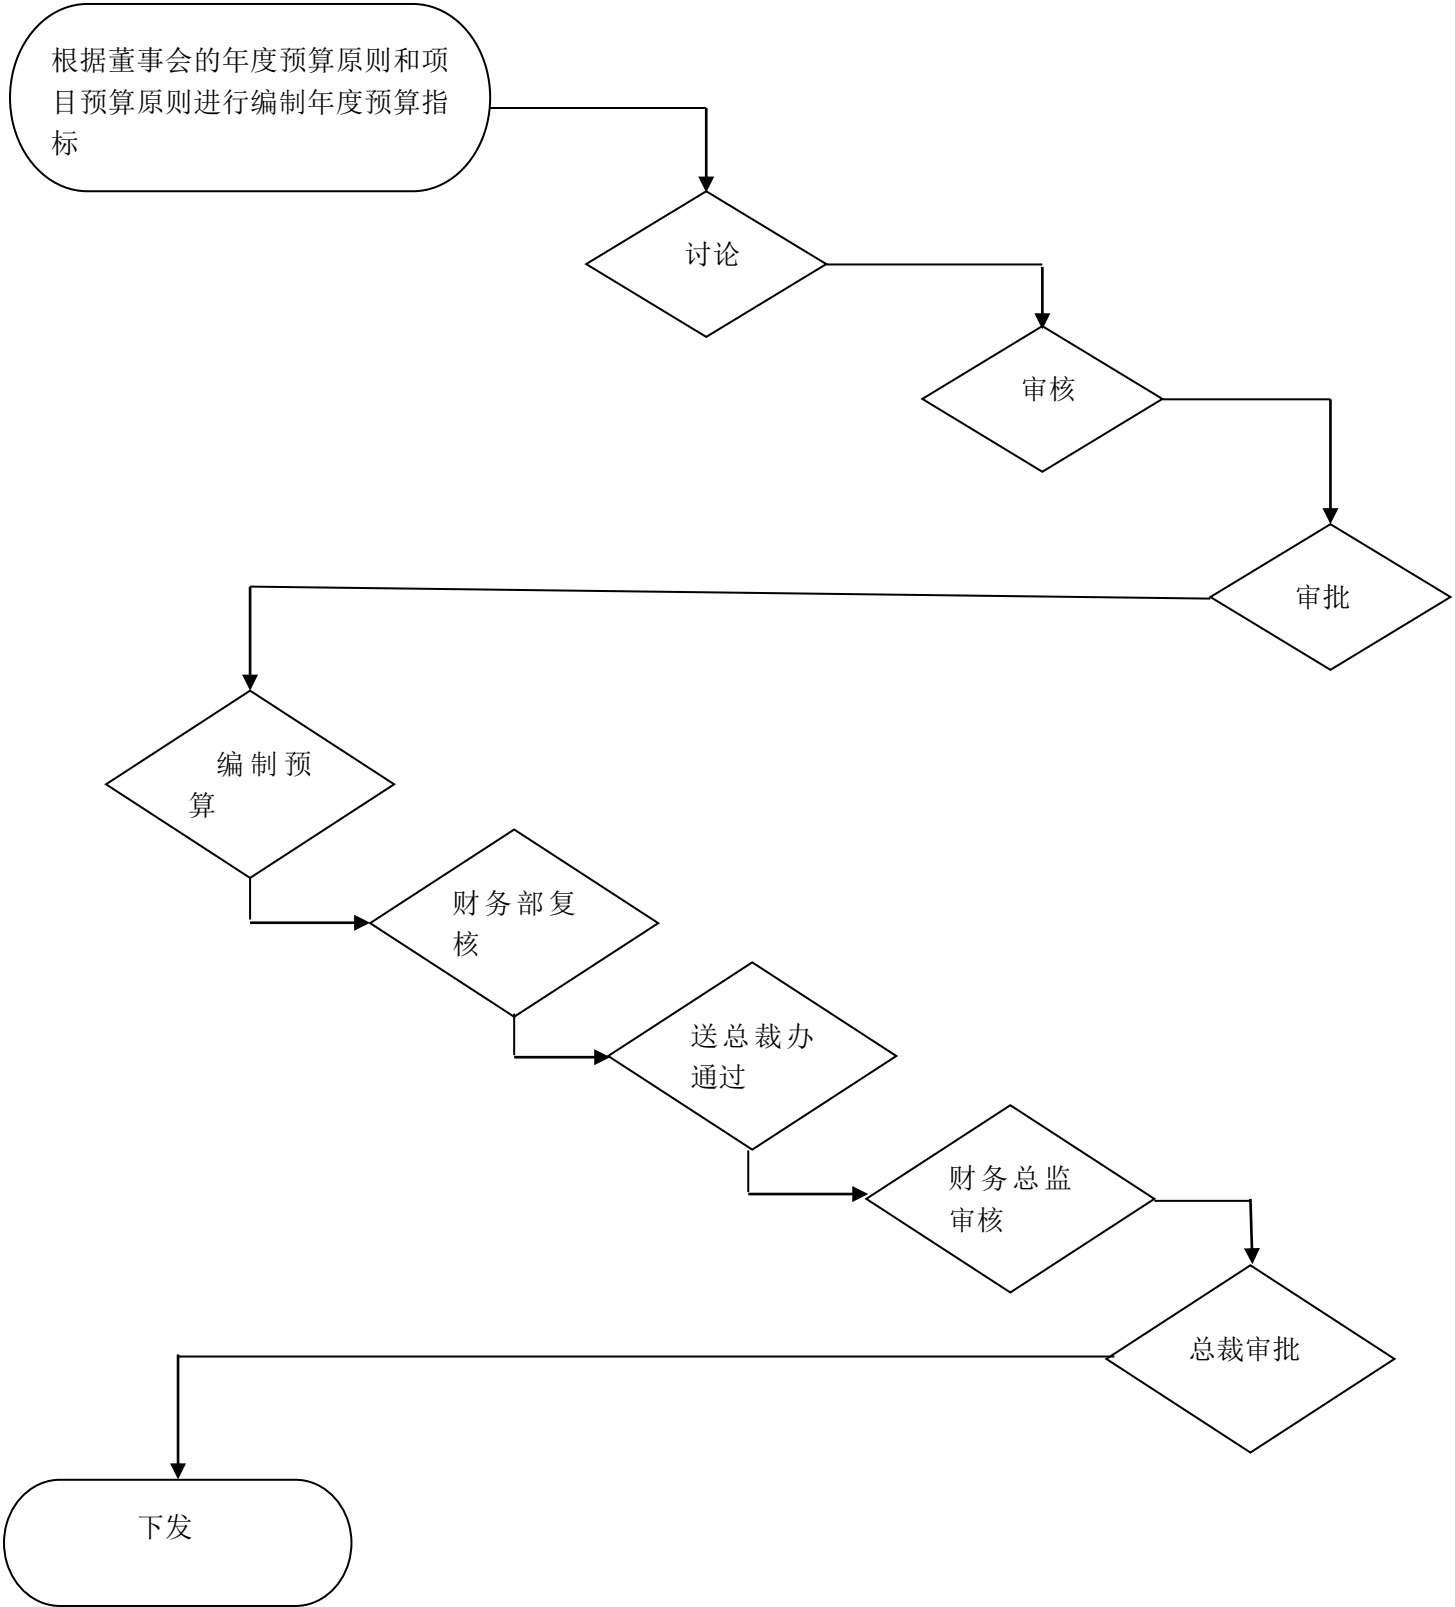 根据董事会的年度预算原则和项
目预算原则进行编制年度预算指
标
讨论
审核
审批
编制预
算
财务部复
核
送总裁办
通过
财务总监
审核
总裁审批
下发